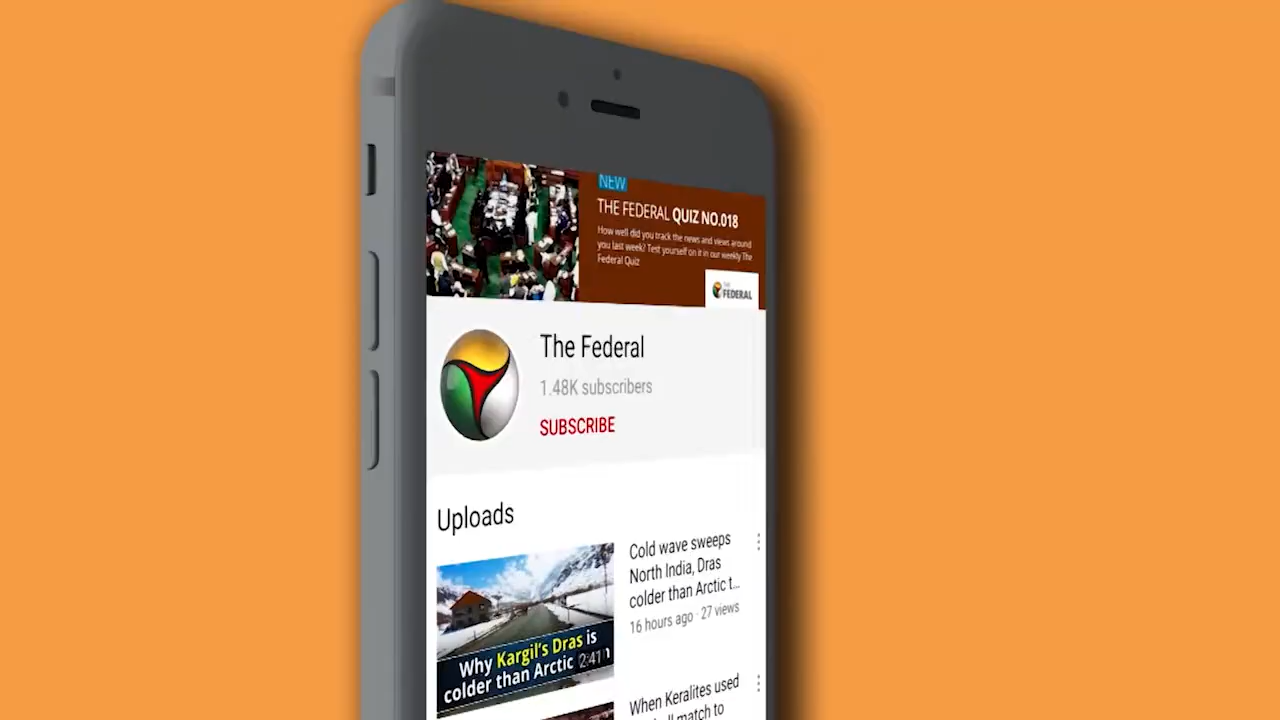 NEW
THE FEDERAL QUIZ NO.018
How well did you track the news and views around
you last week? Test yourself on it in our weekly The
Federal Quiz
THE
FEDERAL
The Federal
1.48K subscribers
SUBSCRIBE
Uploads
Cold wave sweeps
North India, Dras
colder than Arctic t...
16 hours ago · 27 views
Why Kargil's Dras is
colder than Arctic
2:41
When Keralites used
match to